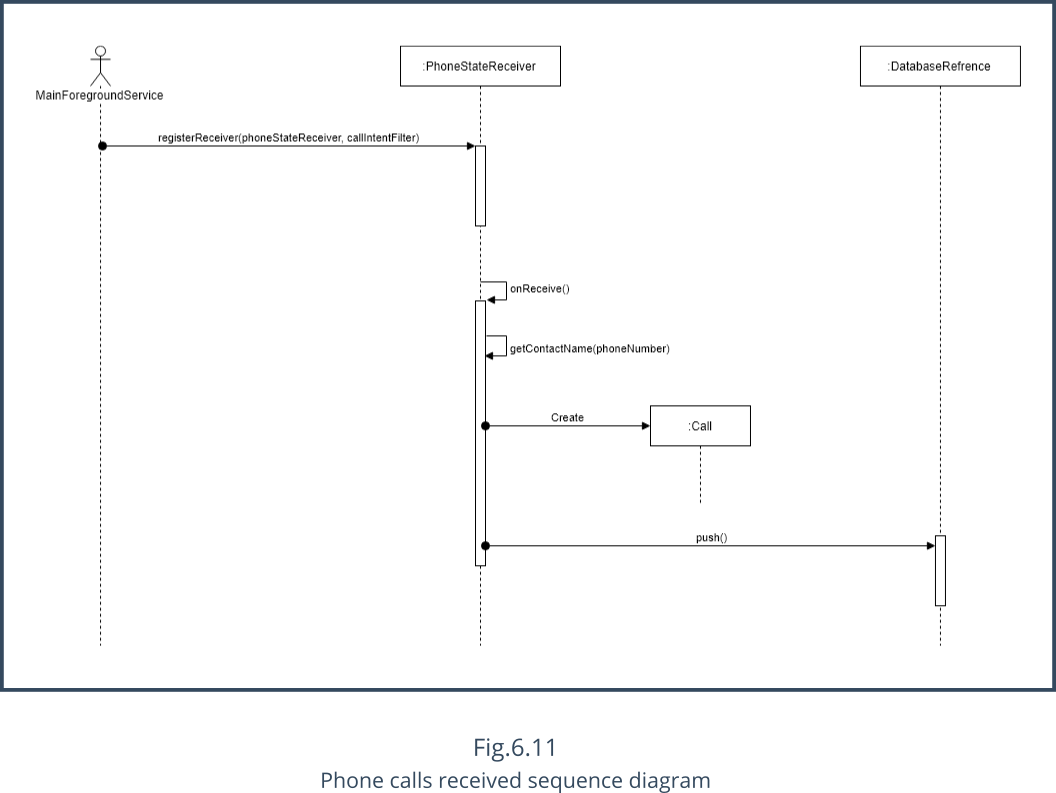 :PhoneStateReceiver
:DatabaseRefrence
MainForegroundService
registerReceiver(phoneStateReceiver, callIntentFilter)
onReceive()
getContactName(phoneNumber)
Create
:Call
push()
Fig.6.11
Phone calls received sequence diagram